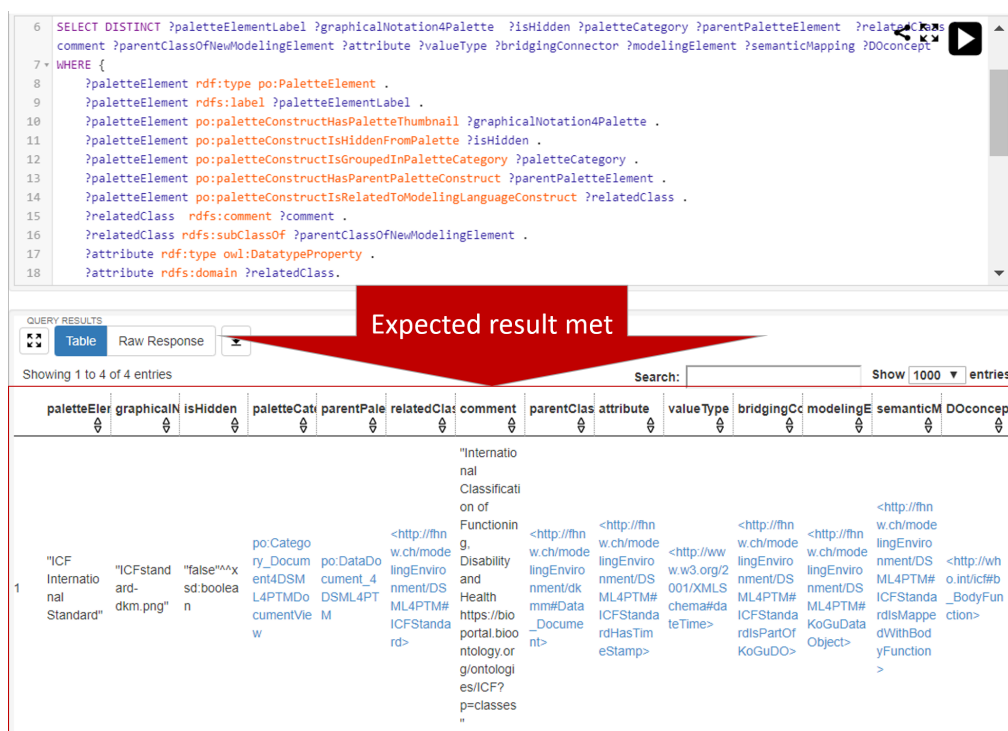 6 SELECT DISTINCT ?paletteElementLabel ?graphicalNotation4Palette ?isHidden ?paletteCategory ?parentPaletteElement ?relatedClass
comment ?parentClassOfNewModelingElement ?attribute ?valueType ?bridgingConnector ?modelingElement ?semanticMapping ?DOconcept
7 WHERE {
8 ?paletteElement rdf:type po:PaletteElement .
9 ?paletteElement rdfs:label ?paletteElementLabel .
10 ?paletteElement po:paletteConstructHasPaletteThumbnail ?graphicalNotation4Palette .
11 ?paletteElement po:paletteConstructIsHiddenFromPalette ?isHidden .
12 ?paletteElement po:paletteConstructIsGroupedInPaletteCategory ?paletteCategory .
13 ?paletteElement po:paletteConstructHasParentPaletteConstruct ?parentPaletteElement .
14 ?paletteElement po:paletteConstructIsRelatedToModelingLanguageConstruct ?relatedClass .
15 ?relatedClass rdfs:comment ?comment .
16 ?relatedClass rdfs:subClassOf ?parentClassOfNewModelingElement .
17 ?attribute rdf:type owl:DatatypeProperty .
18 ?attribute rdfs:domain ?relatedClass.
Expected result met
QUERY RESULTS
Table Raw Response
Showing 1 to 4 of 4 entries
Search:
Show 1000 entries
paletteEler graphicalN isHidden paletteCat parentPale relatedClas comment parentClas attribute valueType bridgingCc modelingE semanticM DOconcep
1
"ICF
Internatio
nal
Standard"
"ICFstand
ard-
dkm.png"
"false"^^x
sd:boolea
n
po:Catego
ry_Docum
ent4DSM
L4PTMDo
cumentVie
w
po:DataDo
cument_4
DSML4PT
M
<http://fhn
w.ch/mode
lingEnviro
nment/DS
ML4PTM#
ICFStanda
rd>
"Internatio
nal
Classificati
on of
Functionin
g,
Disability
and
Health
https://bio
portal.bioo
ntology.or
g/ontologi
es/ICF?
p=classes
"
<http://fhn
w.ch/mode
lingEnviro
nment/dk
mm#Data
_Docume
nt>
<http://fhn
w.ch/mode
lingEnviro
nment/DS
ML4PTM#
ICFStanda
rdHasTim
eStamp>
<http://ww
w.w3.org/2
001/XMLS
chema#da
teTime>
<http://fhn
w.ch/mode
lingEnviro
nment/DS
ML4PTM#
ICFStanda
rdIsPartOf
KoGuDO>
<http://fhn
w.ch/mode
lingEnviro
nment/DS
ML4PTM#
KoGuData
Object>
<http://fhn
w.ch/mode
lingEnviro
nment/DS
ML4PTM#
ICFStanda
rdIsMappe
dWithBod
yFunction
>
<http://wh
o.int/icf#b
_BodyFun
ction>